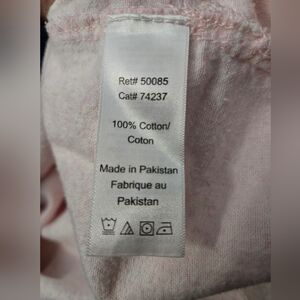 Ret# 50085
Cat# 74237
100% Cotton/
Coton
Made in Pakistan
Fabrique au
Pakistan